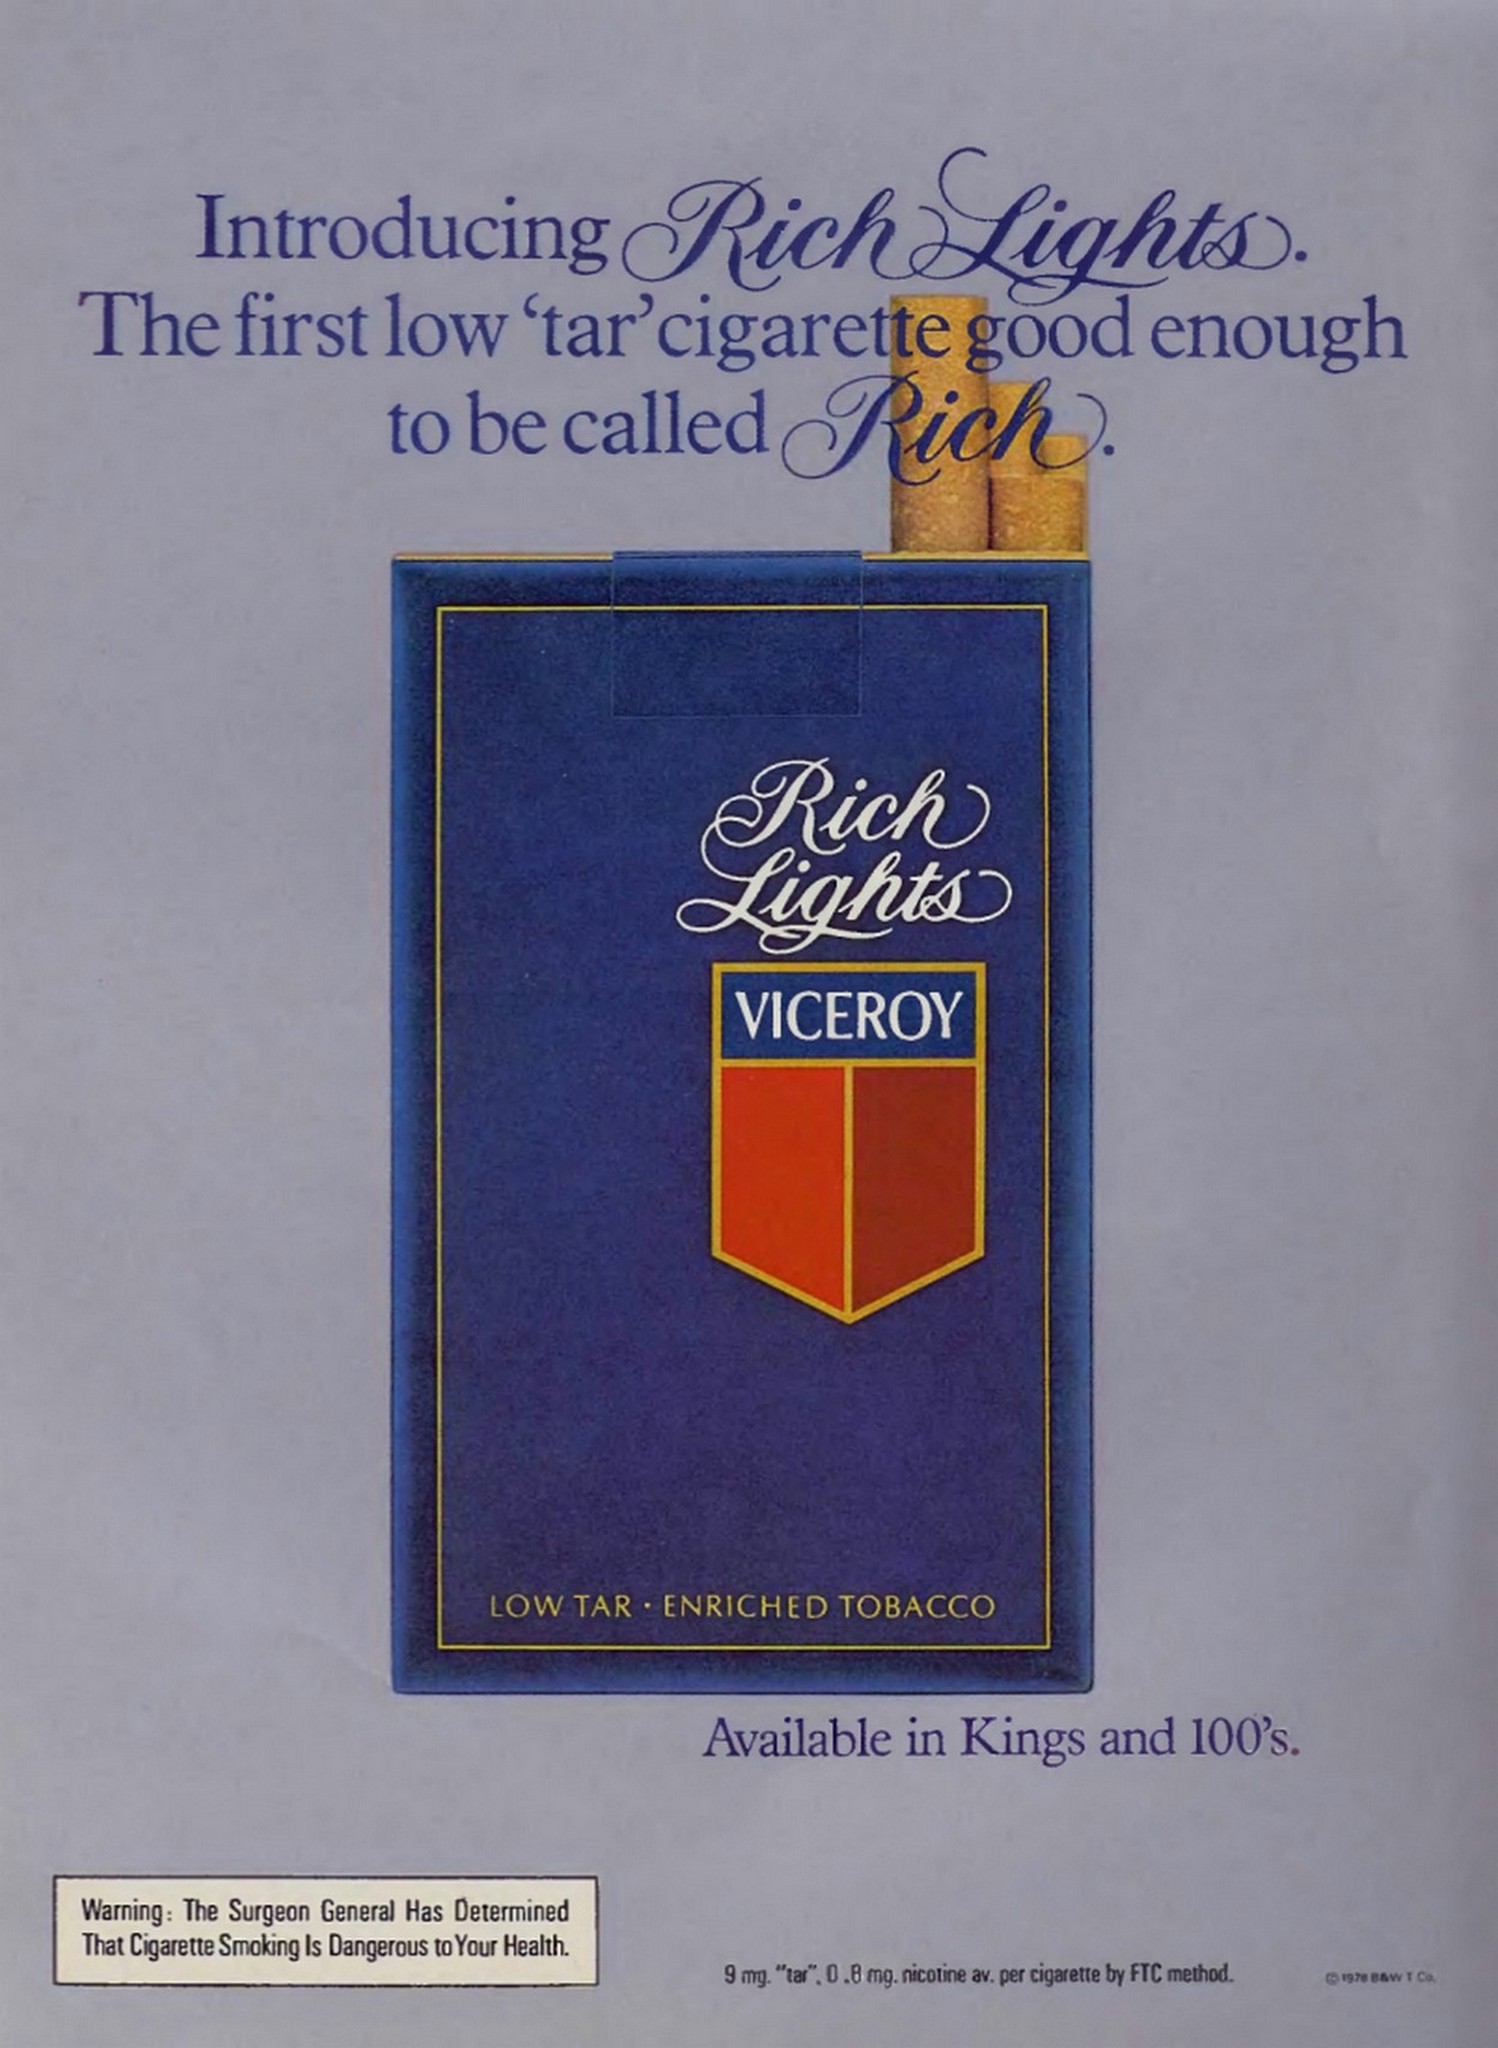 Introducing Rich Lights.
The first low ‘tar’ cigarette good enough
to be called Rich.
Rich
Lights
VICEROY
LOW TAR · ENRICHED TOBACCO
Available in Kings and 100’s.
Warning: The Surgeon General Has Determined
That Cigarette Smoking Is Dangerous to Your Health.
9 mg. "tar", 0.8 mg. nicotine av. per cigarette by FTC method.
© 1978 B&W T Co.